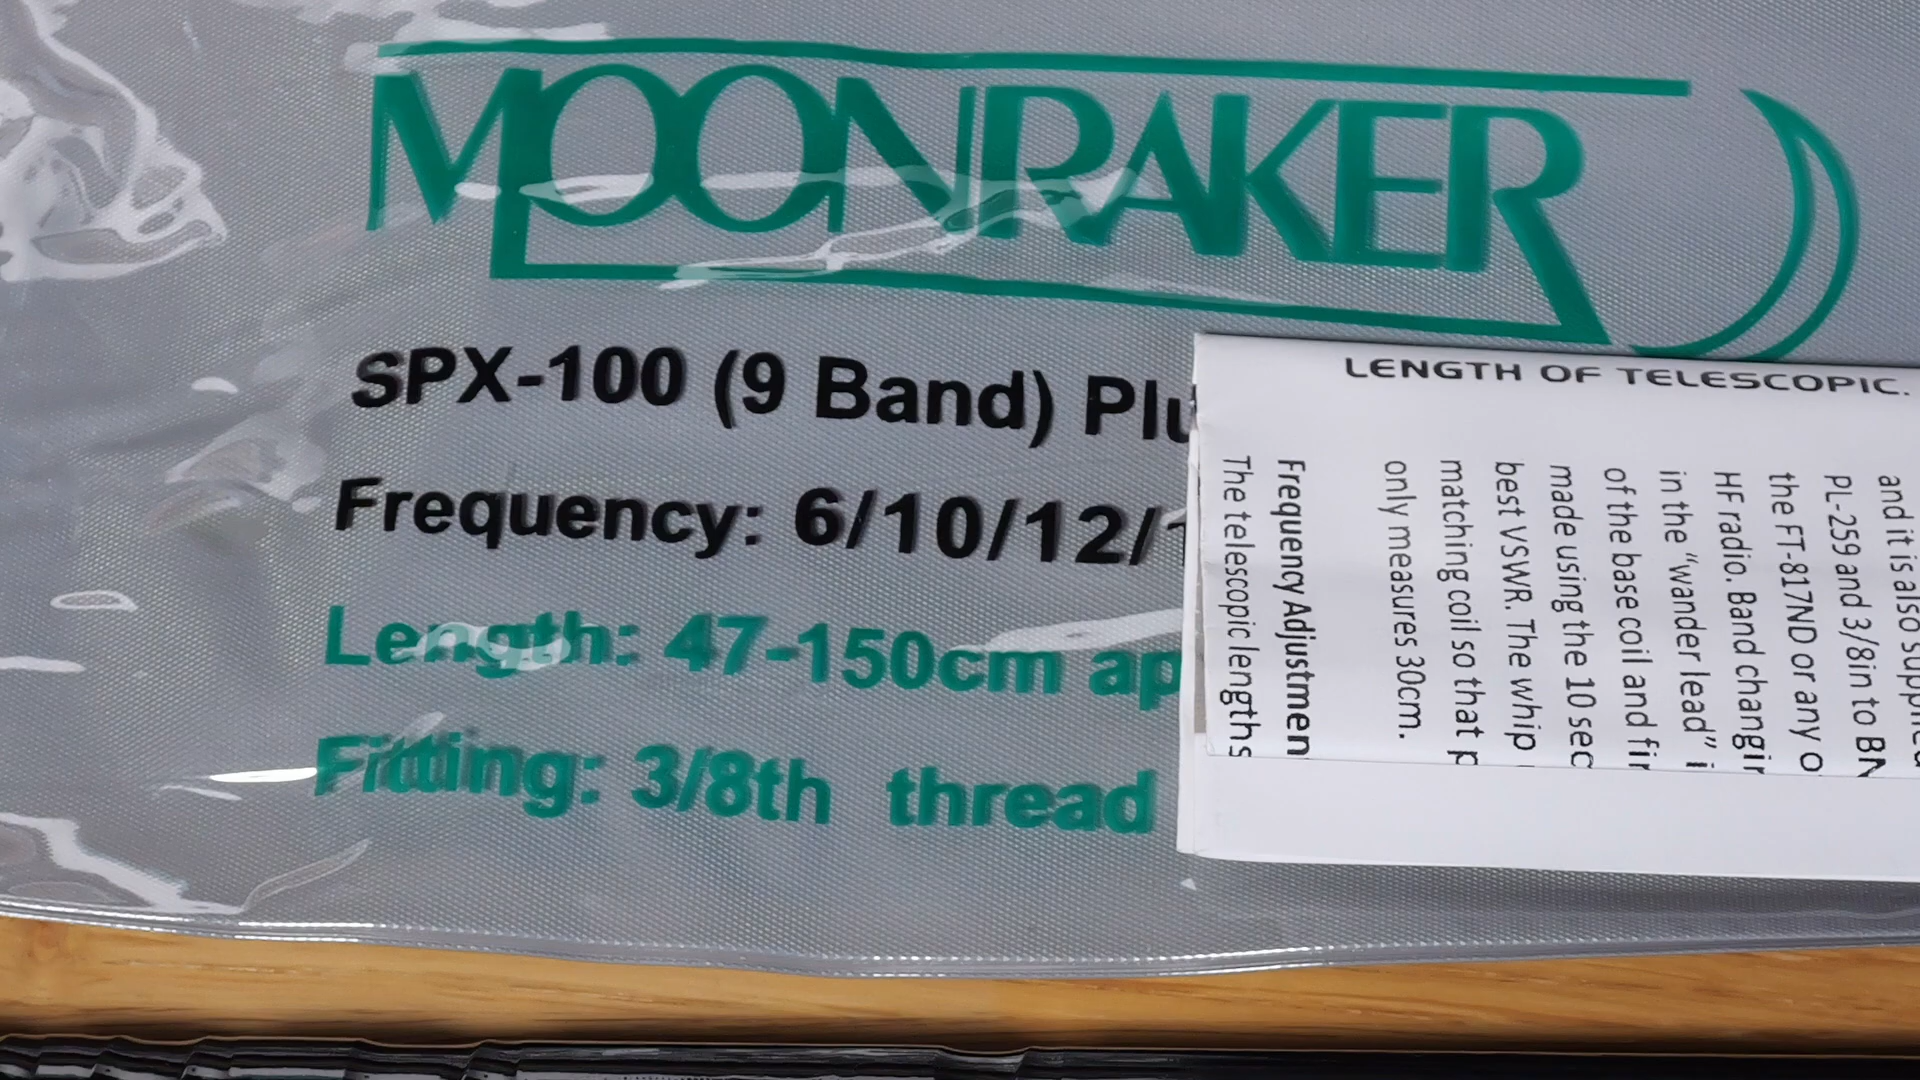 MOONRAKER
SPX-100 (9 Band) Plu
Frequency: 6/10/12/1
Length: 47-150cm ap
Fitting: 3/8th thread
LENGTH OF TELESCOPIC.
and it is also supplied
PL-259 and 3/8in to BN
the FT-817ND or any o
HF radio. Band changin
in the "wander lead" i
of the base coil and fin
made using the 10 sec
best VSWR. The whip
matching coil so that p
only measures 30cm.
Frequency Adjustmen
The telescopic lengths